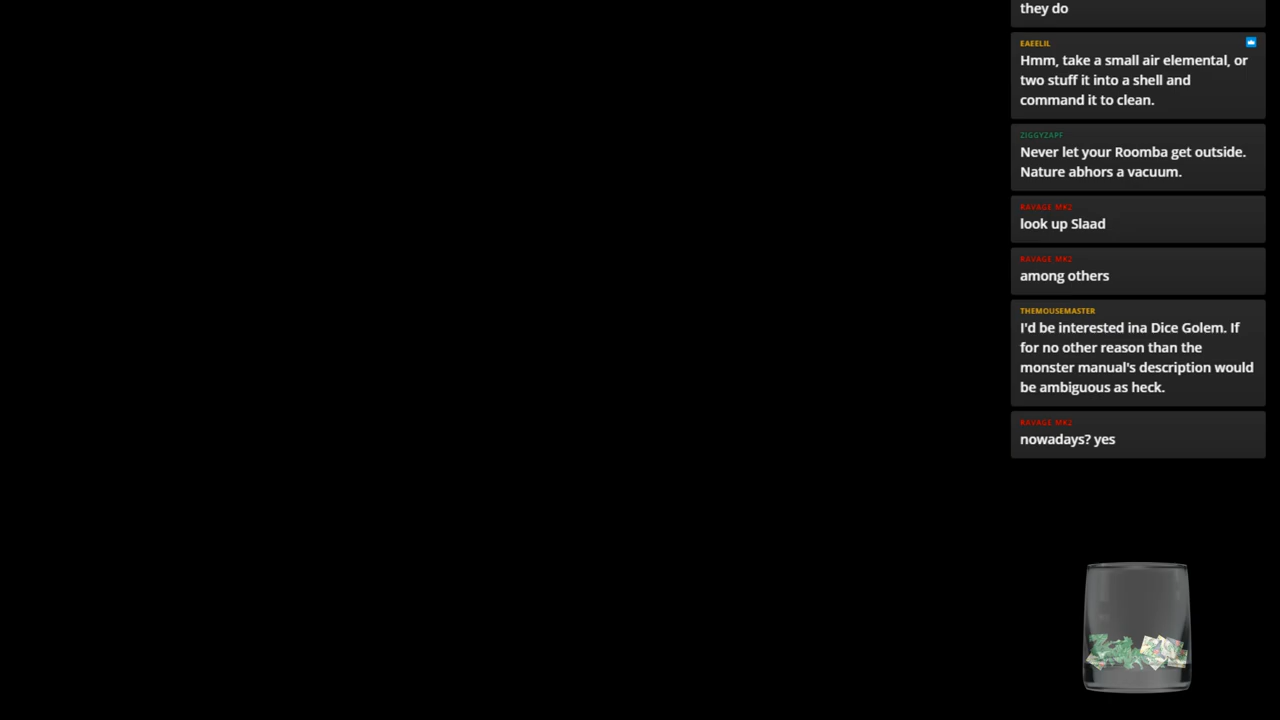 they do
EAEELIL
Hmm, take a small air elemental, or
two stuff it into a shell and
command it to clean.
ZIGGYZAPF
Never let your Roomba get outside.
Nature abhors a vacuum.
RAVAGE MK2
look up Slaad
RAVAGE MK2
among others
THEMOUSEMASTER
I'd be interested ina Dice Golem. If
for no other reason than the
monster manual's description would
be ambiguous as heck.
RAVAGE MK2
nowadays? yes